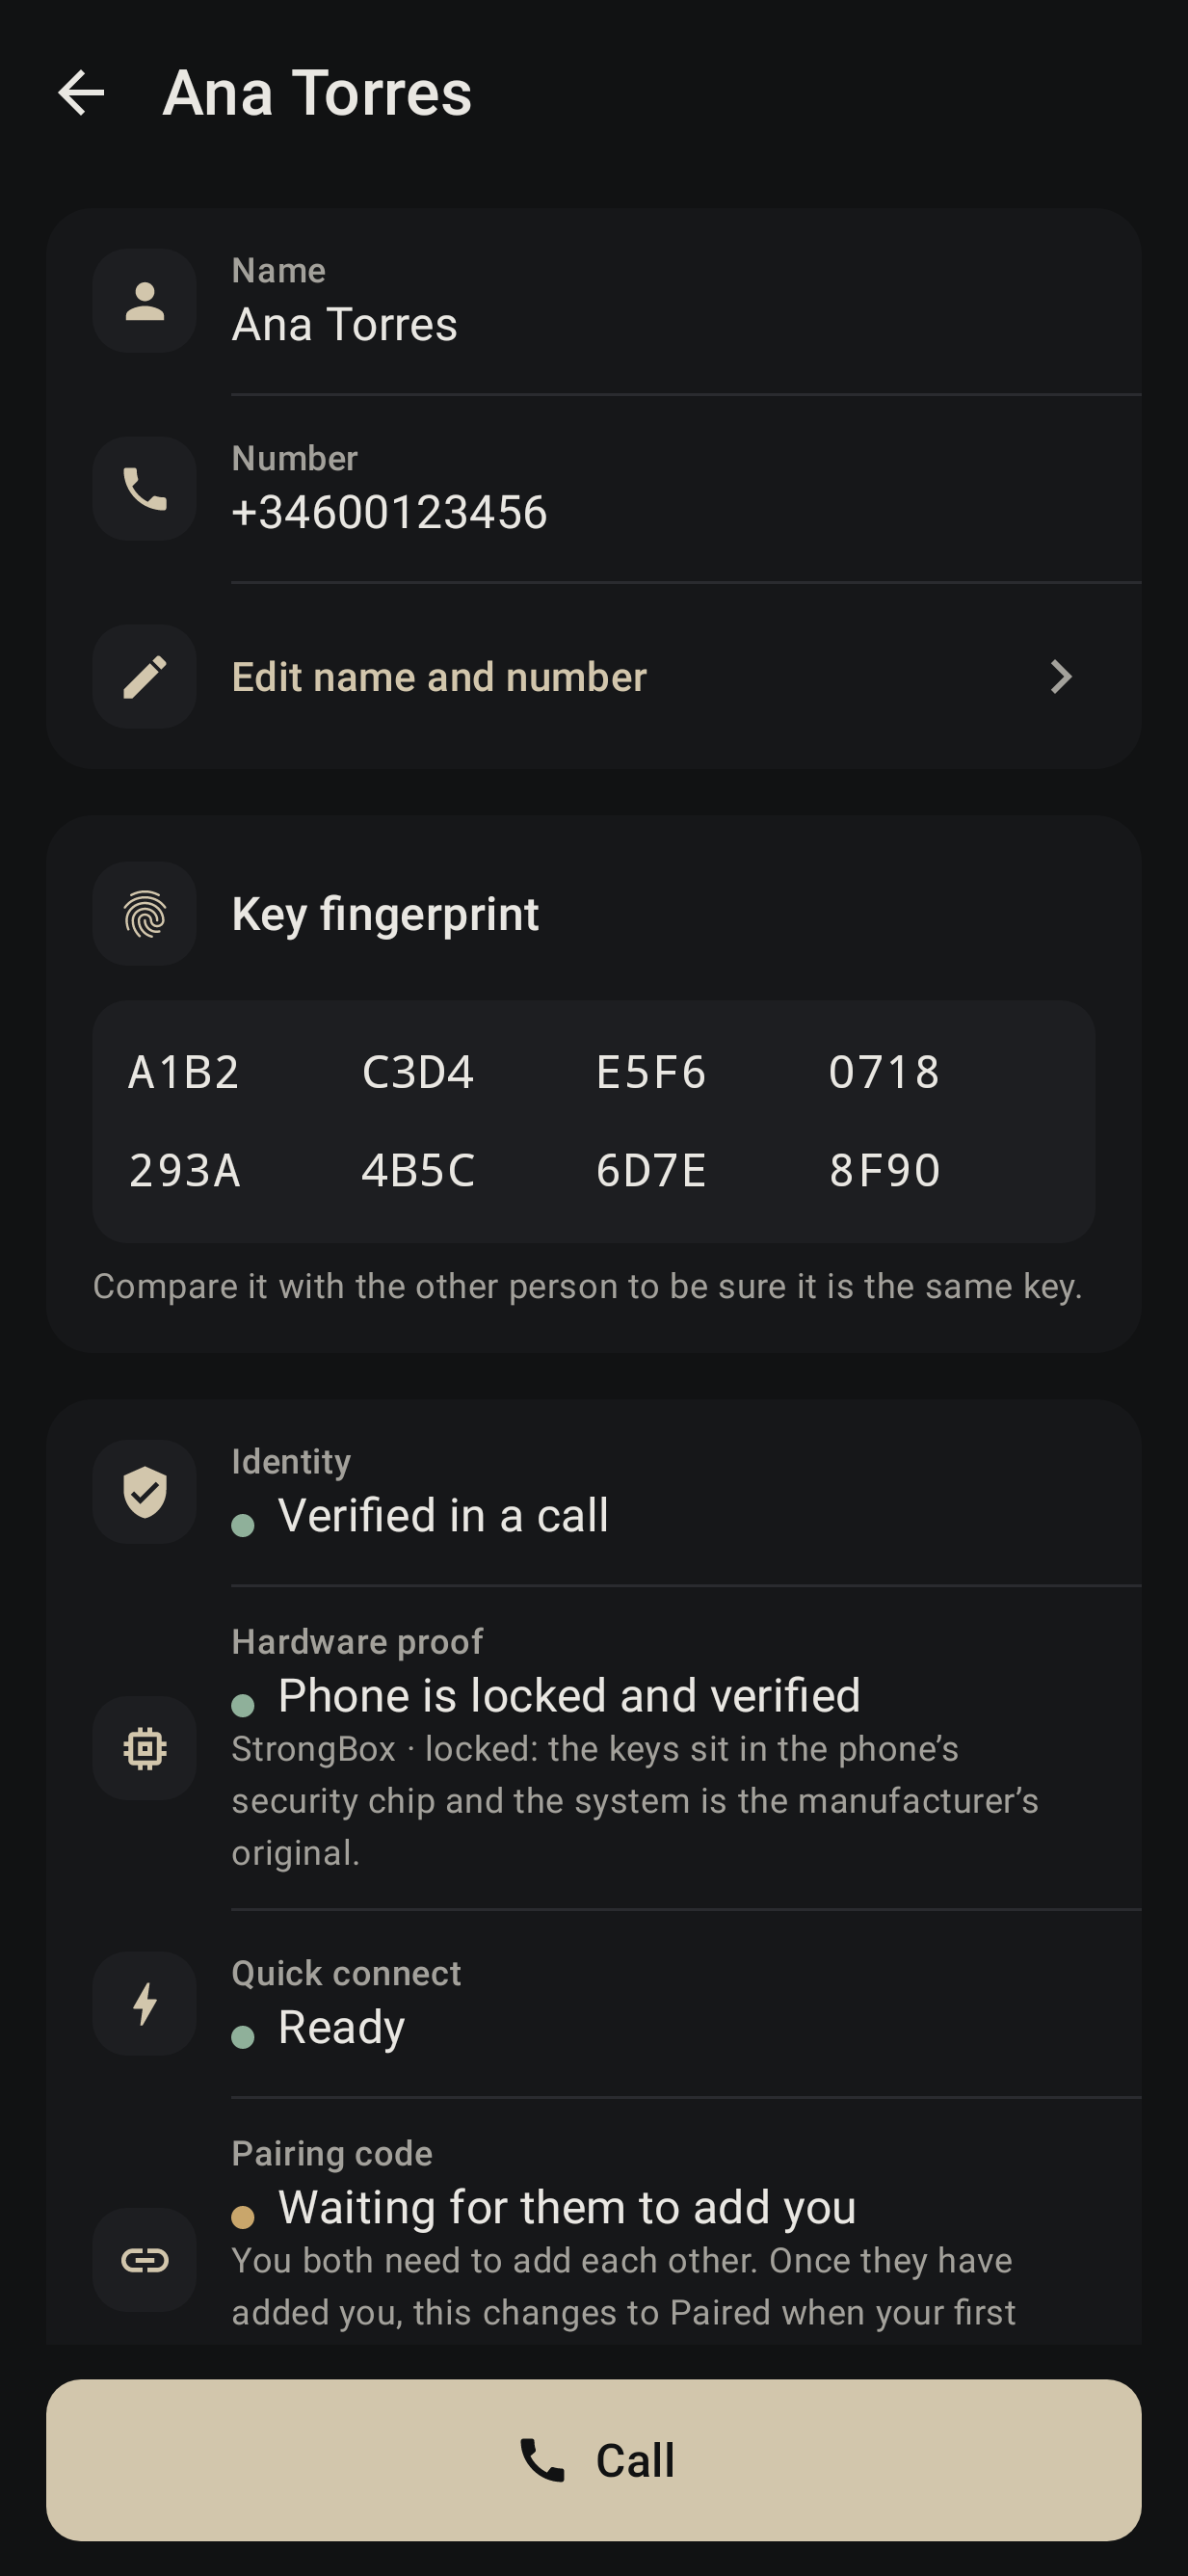 Ana Torres
Name
Ana Torres
Number
+34600123456
Edit name and number
Key fingerprint
A1B2 C3D4 E5F6 0718
293A 4B5C 6D7E 8F90
Compare it with the other person to be sure it is the same key.
Identity
Verified in a call
Hardware proof
Phone is locked and verified
StrongBox · locked: the keys sit in the phone’s
security chip and the system is the manufacturer’s
original.
Quick connect
Ready
Pairing code
Waiting for them to add you
You both need to add each other. Once they have
added you, this changes to Paired when your first
Call